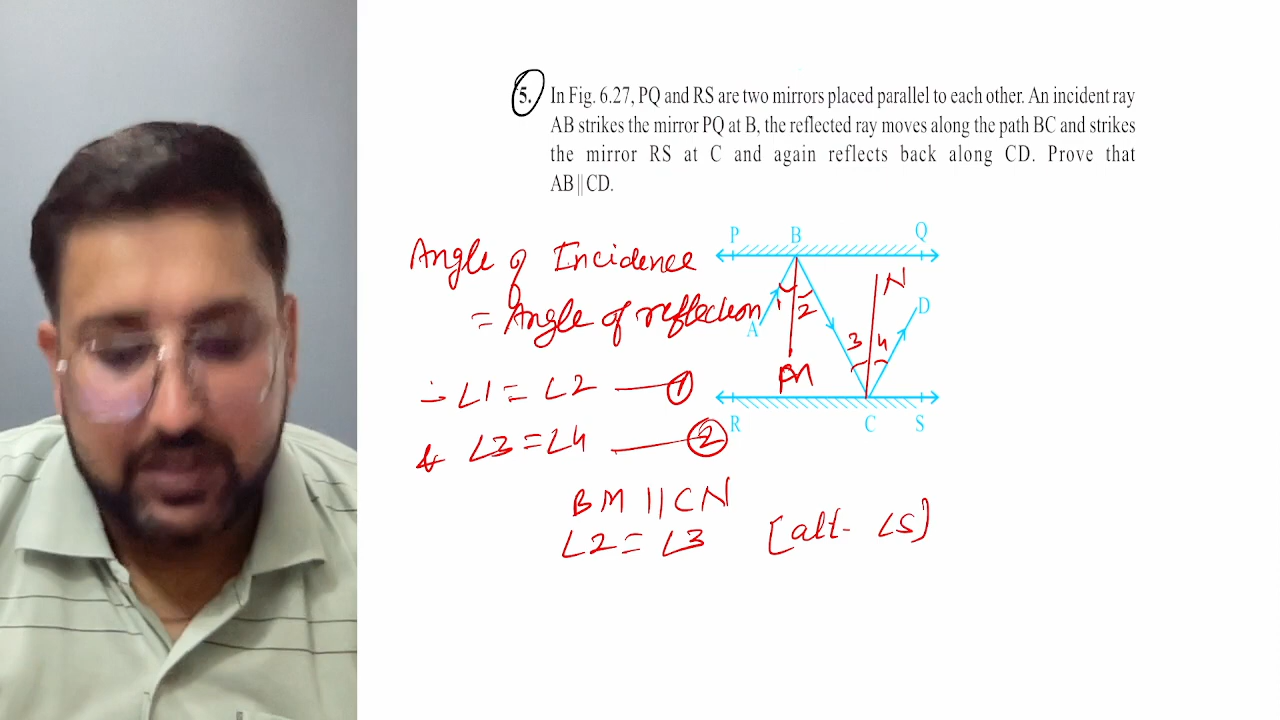 5. In Fig. 6.27, PQ and RS are two mirrors placed parallel to each other. An incident ray
AB strikes the mirror PQ at B, the reflected ray moves along the path BC and strikes
the mirror RS at C and again reflects back along CD. Prove that
AB || CD.
P B Q
Angle of Incidence
N
= Angle of reflection
1 2
D
A
3 4
M
∴ ∠1 = ∠2 —— ①
R C S
& ∠3 = ∠4 —— ②
BM || CN
∠2 = ∠3 [alt- ∠S]